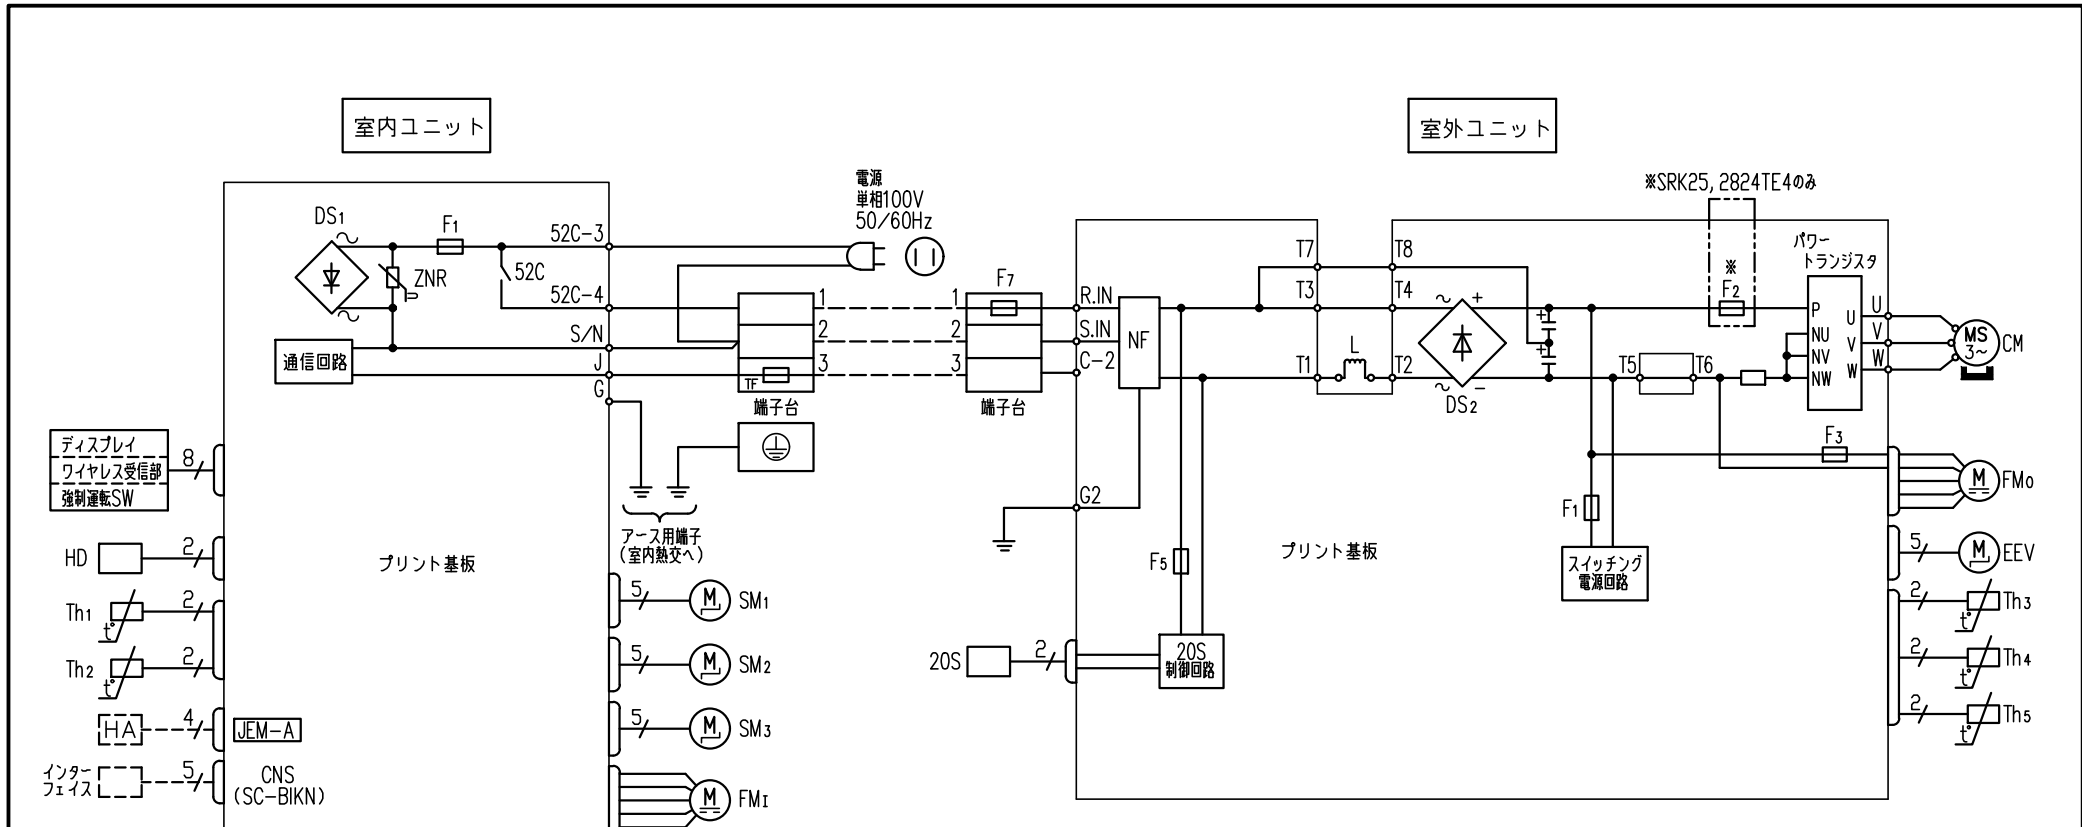 室内ユニット
室外ユニット
電源
単相100V
50/60Hz
※SRK25, 2824TE4のみ
DS1
F1
52C-3
52C
ZNR
52C-4
S/N
通信回路
J
G
1
2
3
TF
端子台
1
2
3
F7
端子台
R.IN
S.IN
C-2
NF
T7
T8
T3
T4
T1
L
T2
+
+
+
−
DS2
※
F2
T5
T6
パワー
トランジスタ
P
NU
NV
NW
U
V
W
U
V
W
MS
3~
CM
F3
M
FMo
ディスプレイ
ワイヤレス受信部
強制運転SW
8
アース用端子
(室内熱交へ)
G2
F1
スイッチング
電源回路
HD
2
プリント基板
プリント基板
F5
5
M
EEV
Th1
t°
2
5
M
SM1
2
Th3
t°
Th2
t°
2
5
M
SM2
20S
2
20S
制御回路
2
Th4
t°
HA
4
JEM-A
5
M
SM3
2
Th5
t°
インター
フェイス
5
CNS
(SC-BIKN)
M
FMI